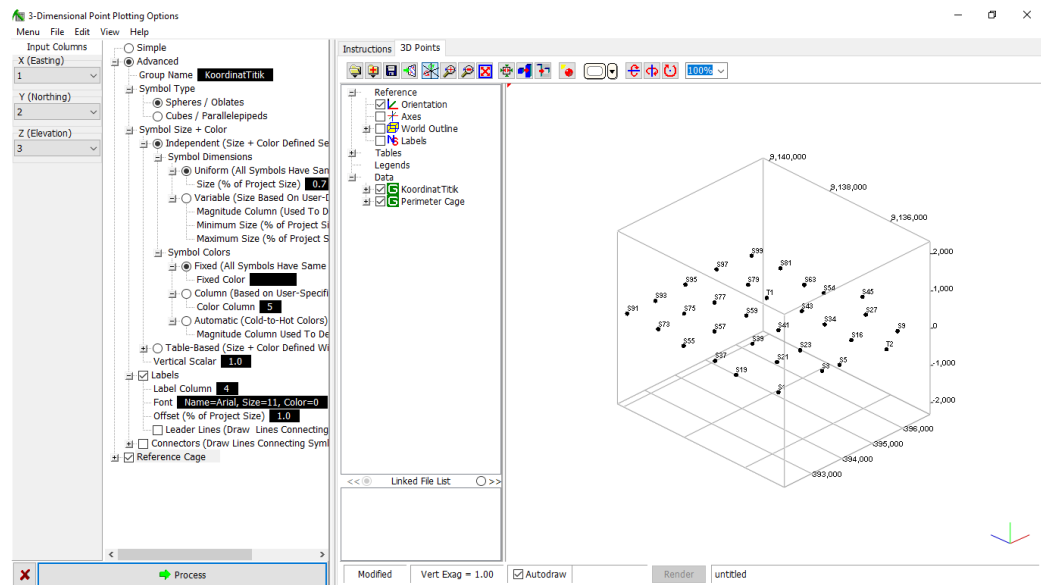 3-Dimensional Point Plotting Options
Menu File Edit View Help
Input Columns
X (Easting)
1
Y (Northing)
2
Z (Elevation)
3
Simple
Advanced
Group Name KoordinatTitik
Symbol Type
Spheres / Oblates
Cubes / Parallelepipeds
Symbol Size + Color
Independent (Size + Color Defined Se
Symbol Dimensions
Uniform (All Symbols Have San
Size (% of Project Size) 0.7
Variable (Size Based On User-D
Magnitude Column (Used To D
Minimum Size (% of Project Si
Maximum Size (% of Project S
Symbol Colors
Fixed (All Symbols Have Same
Fixed Color
Column (Based on User-Specifi
Color Column 5
Automatic (Cold-to-Hot Colors)
Magnitude Column Used To De
Table-Based (Size + Color Defined Wi
Vertical Scalar 1.0
Labels
Label Column 4
Font Name=Arial, Size=11, Color=0
Offset (% of Project Size) 1.0
Leader Lines (Draw Lines Connecting
Connectors (Draw Lines Connecting Syml
Reference Cage
Process
Instructions 3D Points
100%
Reference
Orientation
Axes
World Outline
Labels
Tables
Legends
Data
KoordinatTitik
Perimeter Cage
<< Linked File List >>
9,140,000
9,138,000
9,136,000
2,000
1,000
0
-1,000
-2,000
396,000
395,000
394,000
393,000
S99
S97
S81
S95
S79
S63
S54
S45
T1
S93
S77
S91
S75
S59
S43
S27
S73
S57
S41
S34
S9
S55
S39
S23
S16
T2
S37
S21
S5
S19
S3
Modified Vert Exag = 1.00 Autodraw Render untitled